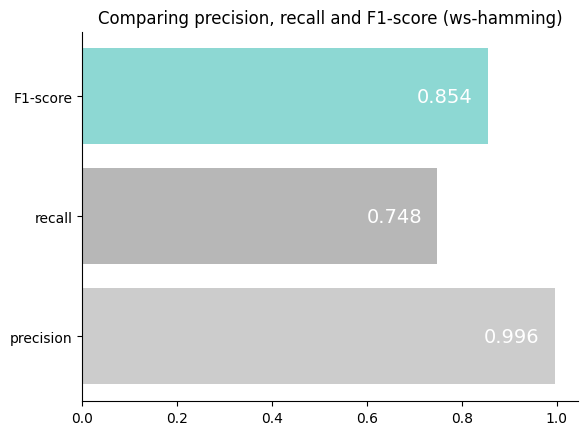 Comparing precision, recall and F1-score (ws-hamming)
F1-score
0.854
recall
0.748
precision
0.996
0.0 0.2 0.4 0.6 0.8 1.0